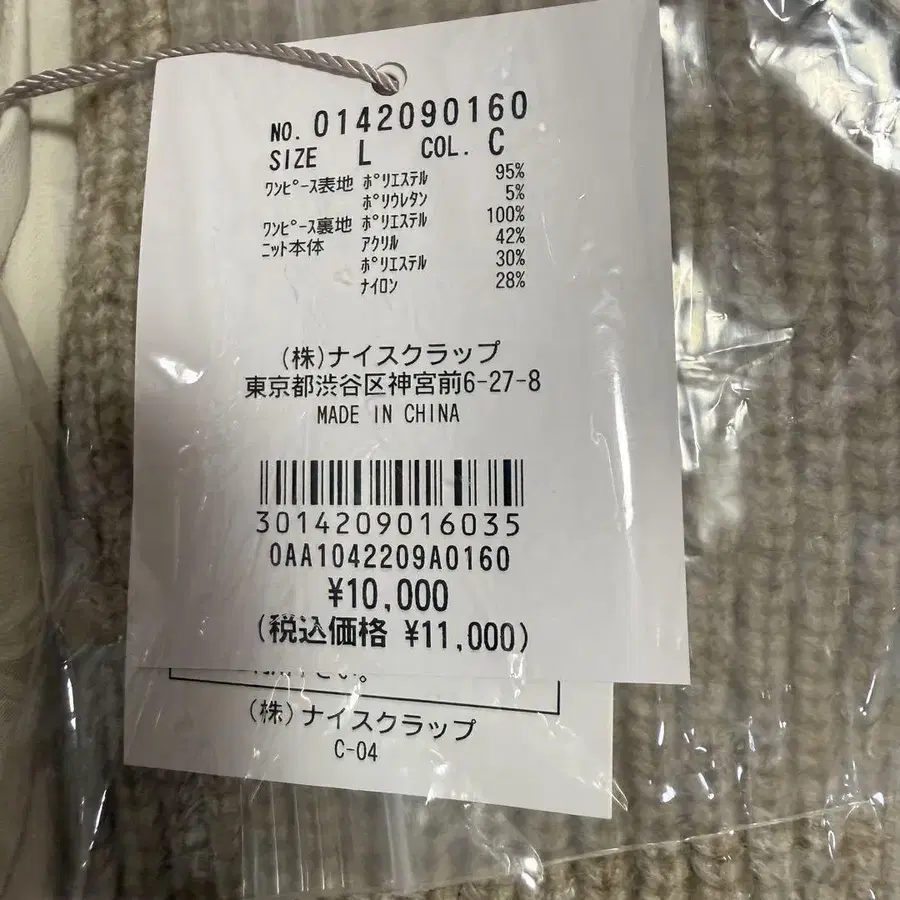 NO. 0142090160
SIZE L COL. C
ﾜﾝﾋﾟｰｽ表地 ﾎﾟﾘｴｽﾃﾙ 95%
ﾎﾟﾘｳﾚﾀﾝ 5%
ﾜﾝﾋﾟｰｽ裏地 ﾎﾟﾘｴｽﾃﾙ 100%
ﾆｯﾄ本体 ｱｸﾘﾙ 42%
ﾎﾟﾘｴｽﾃﾙ 30%
ﾅｲﾛﾝ 28%
(株)ナイスクラップ
東京都渋谷区神宮前6-27-8
MADE IN CHINA
3014209016035
0AA1042209A0160
¥10,000
(税込価格 ¥11,000)
さい。
(株)ナイスクラップ
C-04